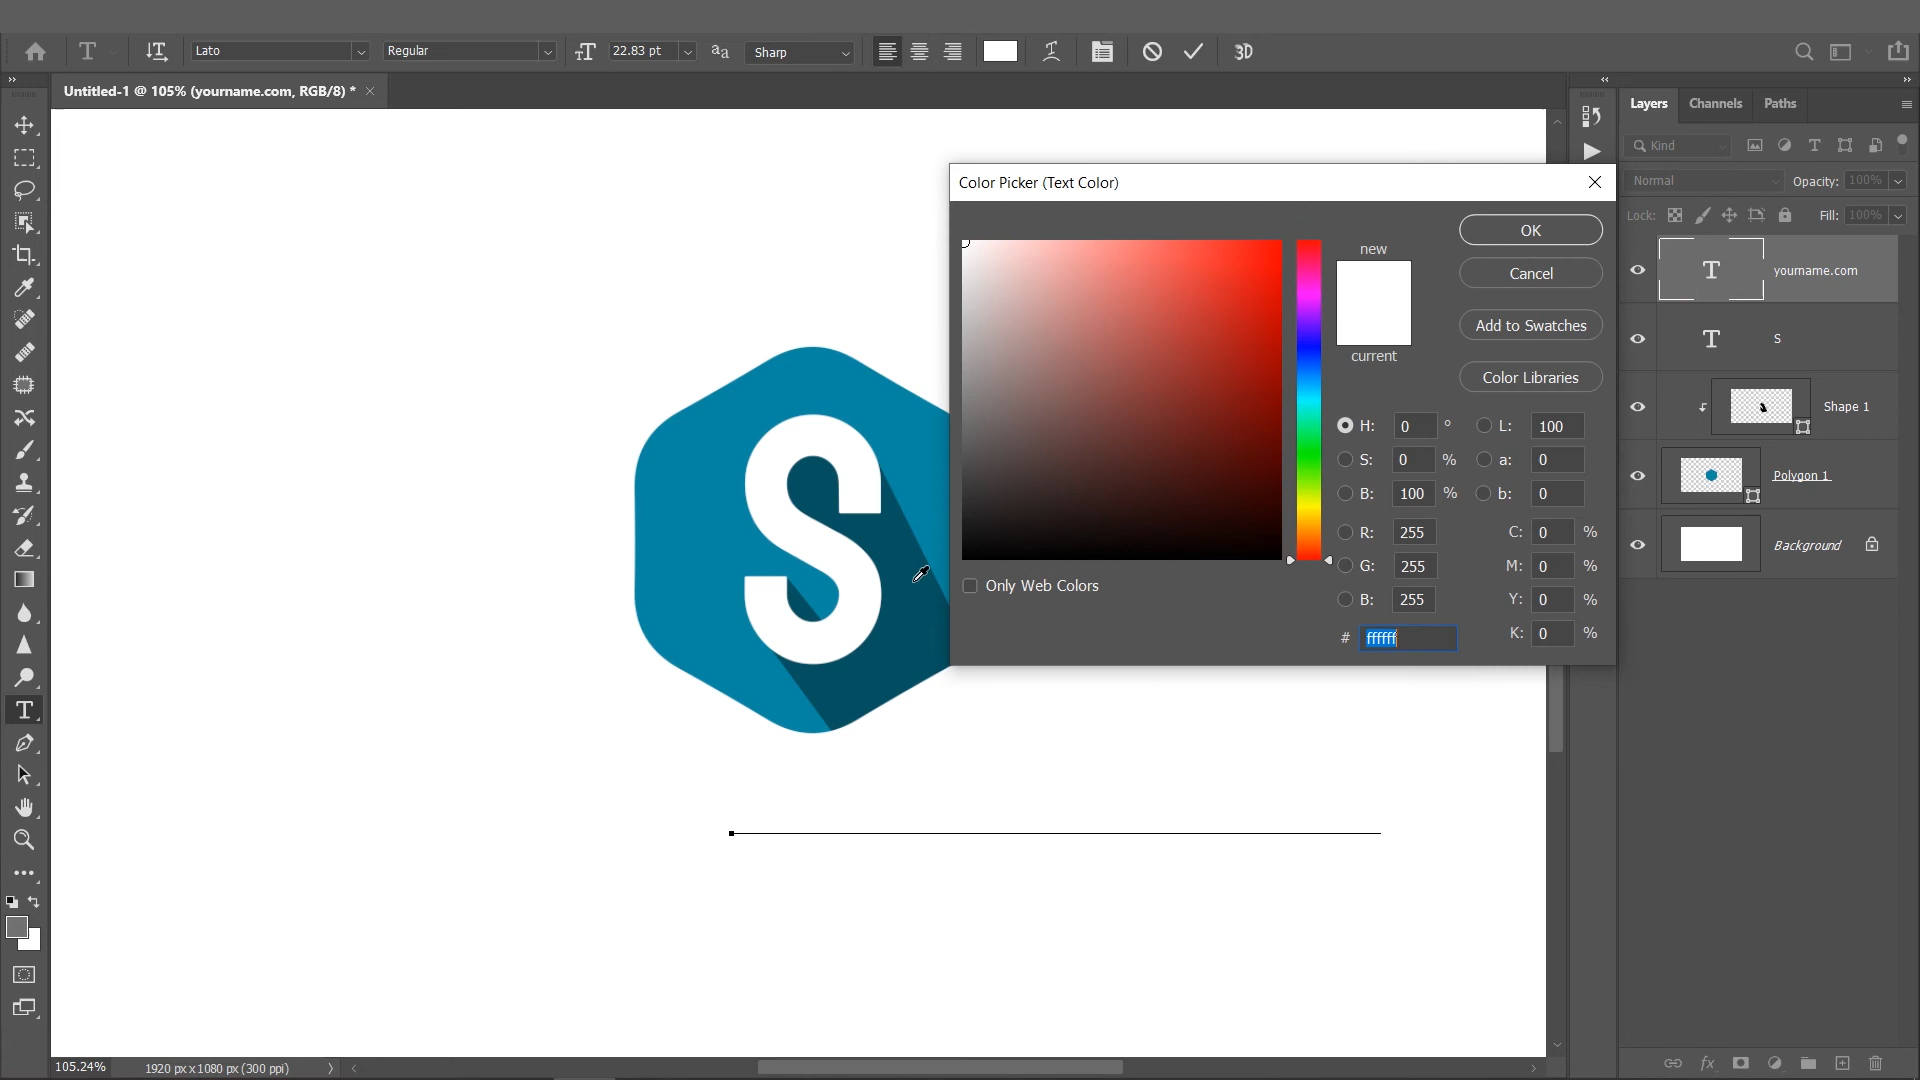 Lato
Regular
22.83 pt
aa
Sharp
3D
Untitled-1 @ 105% (yourname.com, RGB/8) *
Layers
Channels
Paths
Kind
Normal
Opacity:
100%
Lock:
Fill:
100%
Color Picker (Text Color)
new
current
OK
Cancel
Add to Swatches
Color Libraries
H:
0
°
L:
100
S:
0
%
a:
0
B:
100
%
b:
0
R:
255
C:
0
%
G:
255
M:
0
%
B:
255
Y:
0
%
#
ffffff
K:
0
%
Only Web Colors
S
yourname.com
S
Shape 1
Polygon 1
Background
fx
105.24%
1920 px x 1080 px (300 ppi)